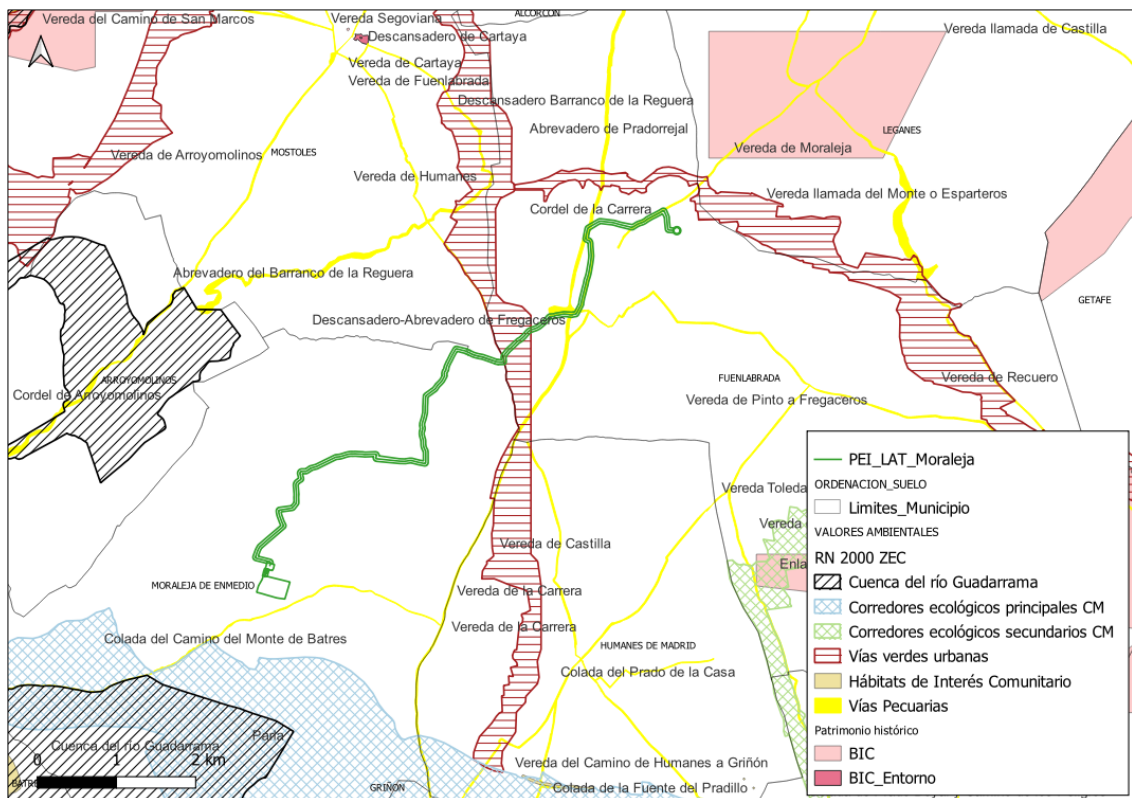 ALCORCÓN
Vereda del Camino de San Marcos
Vereda Segoviana
Vereda llamada de Castilla
Descansadero de Cartaya
Vereda de Cartaya
Vereda de Fuenlabrada
Descansadero Barranco de la Reguera
Abrevadero de Pradorrejal
LEGANES
Vereda de Moraleja
Vereda de Arroyomolinos
MOSTOLES
Vereda de Humanes
Vereda llamada del Monte o Esparteros
Cordel de la Carrera
Abrevadero del Barranco de la Reguera
GETAFE
Descansadero-Abrevadero de Fregaceros
ARROYOMOLINOS
Cordel de Arroyomolinos
FUENLABRADA
Vereda de Recuero
Vereda de Pinto a Fregaceros
Vereda Toleda
Vereda
Vereda de Castilla
Enla
MORALEJA DE ENMEDIO
Vereda de la Carrera
Vereda de la Carrera
Colada del Camino del Monte de Batres
HUMANES DE MADRID
Colada del Prado de la Casa
Parla
Cuenca del río Guadarrama
0 1 2 km
BATRE
GRIÑÓN
Vereda del Camino de Humanes a Griñón
Colada de la Fuente del Pradillo
PEI_LAT_Moraleja
ORDENACION_SUELO
Limites_Municipio
VALORES AMBIENTALES
RN 2000 ZEC
Cuenca del río Guadarrama
Corredores ecológicos principales CM
Corredores ecológicos secundarios CM
Vías verdes urbanas
Hábitats de Interés Comunitario
Vías Pecuarias
Patrimonio histórico
BIC
BIC_Entorno